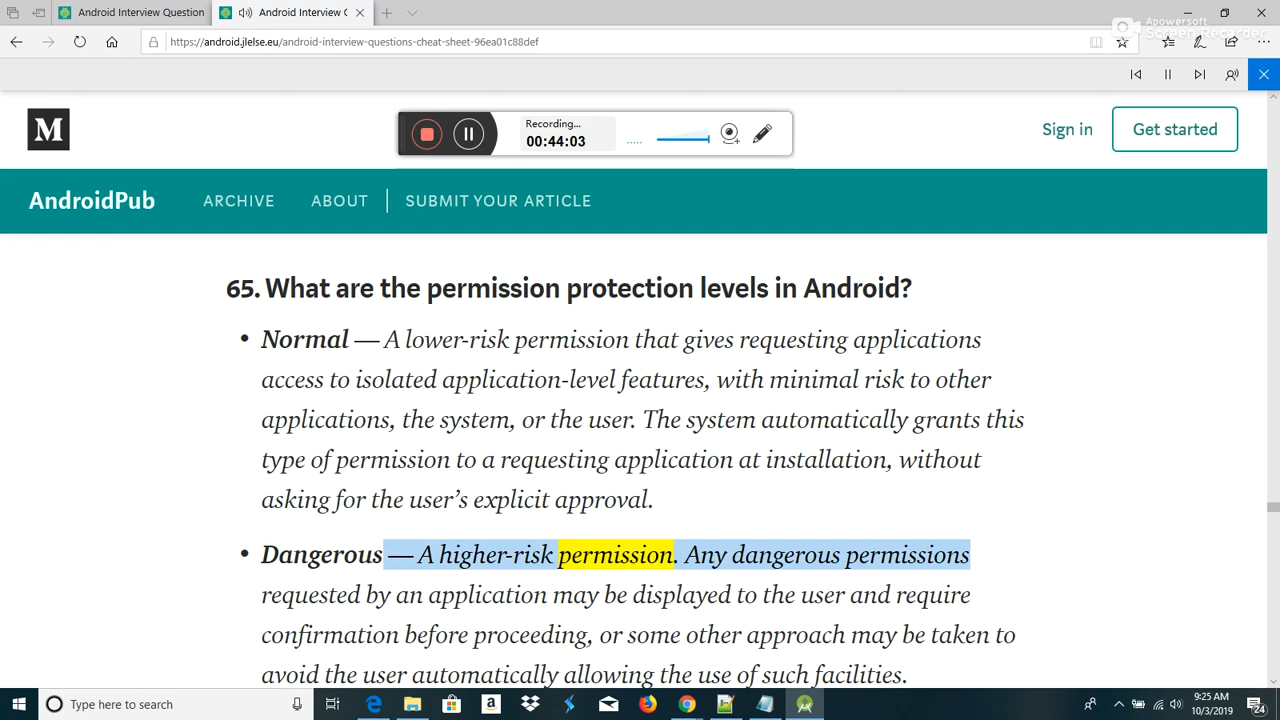 Android Interview Question
Android Interview C
Apowersoft
Screen Recorder
https://android.jlelse.eu/android-interview-questions-cheat-sheet-96ea01c88def
M
Recording...
00:44:03
Sign in
Get started
AndroidPub
ARCHIVE
ABOUT
SUBMIT YOUR ARTICLE
65. What are the permission protection levels in Android?
• Normal — A lower-risk permission that gives requesting applications
access to isolated application-level features, with minimal risk to other
applications, the system, or the user. The system automatically grants this
type of permission to a requesting application at installation, without
asking for the user’s explicit approval.
• Dangerous — A higher-risk permission. Any dangerous permissions
requested by an application may be displayed to the user and require
confirmation before proceeding, or some other approach may be taken to
avoid the user automatically allowing the use of such facilities.
Type here to search
9:25 AM
10/3/2019
24